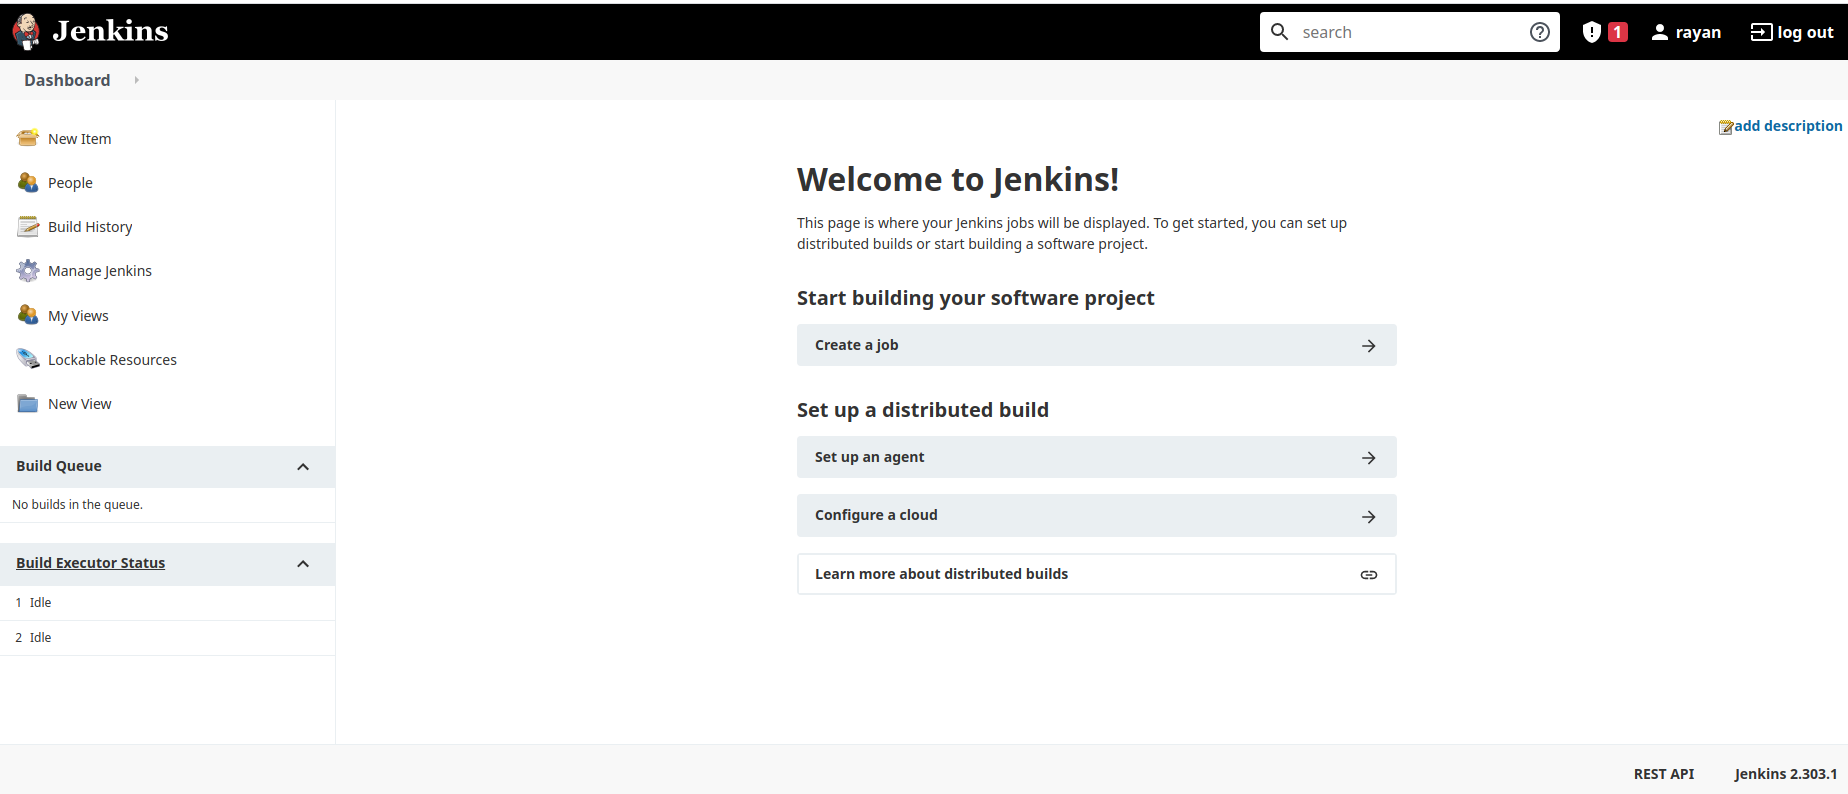 Jenkins
search
1
rayan
log out
Dashboard
New Item
People
Build History
Manage Jenkins
My Views
Lockable Resources
New View
Build Queue
No builds in the queue.
Build Executor Status
1 Idle
2 Idle
add description
Welcome to Jenkins!
This page is where your Jenkins jobs will be displayed. To get started, you can set up
distributed builds or start building a software project.
Start building your software project
Create a job
Set up a distributed build
Set up an agent
Configure a cloud
Learn more about distributed builds
REST API
Jenkins 2.303.1